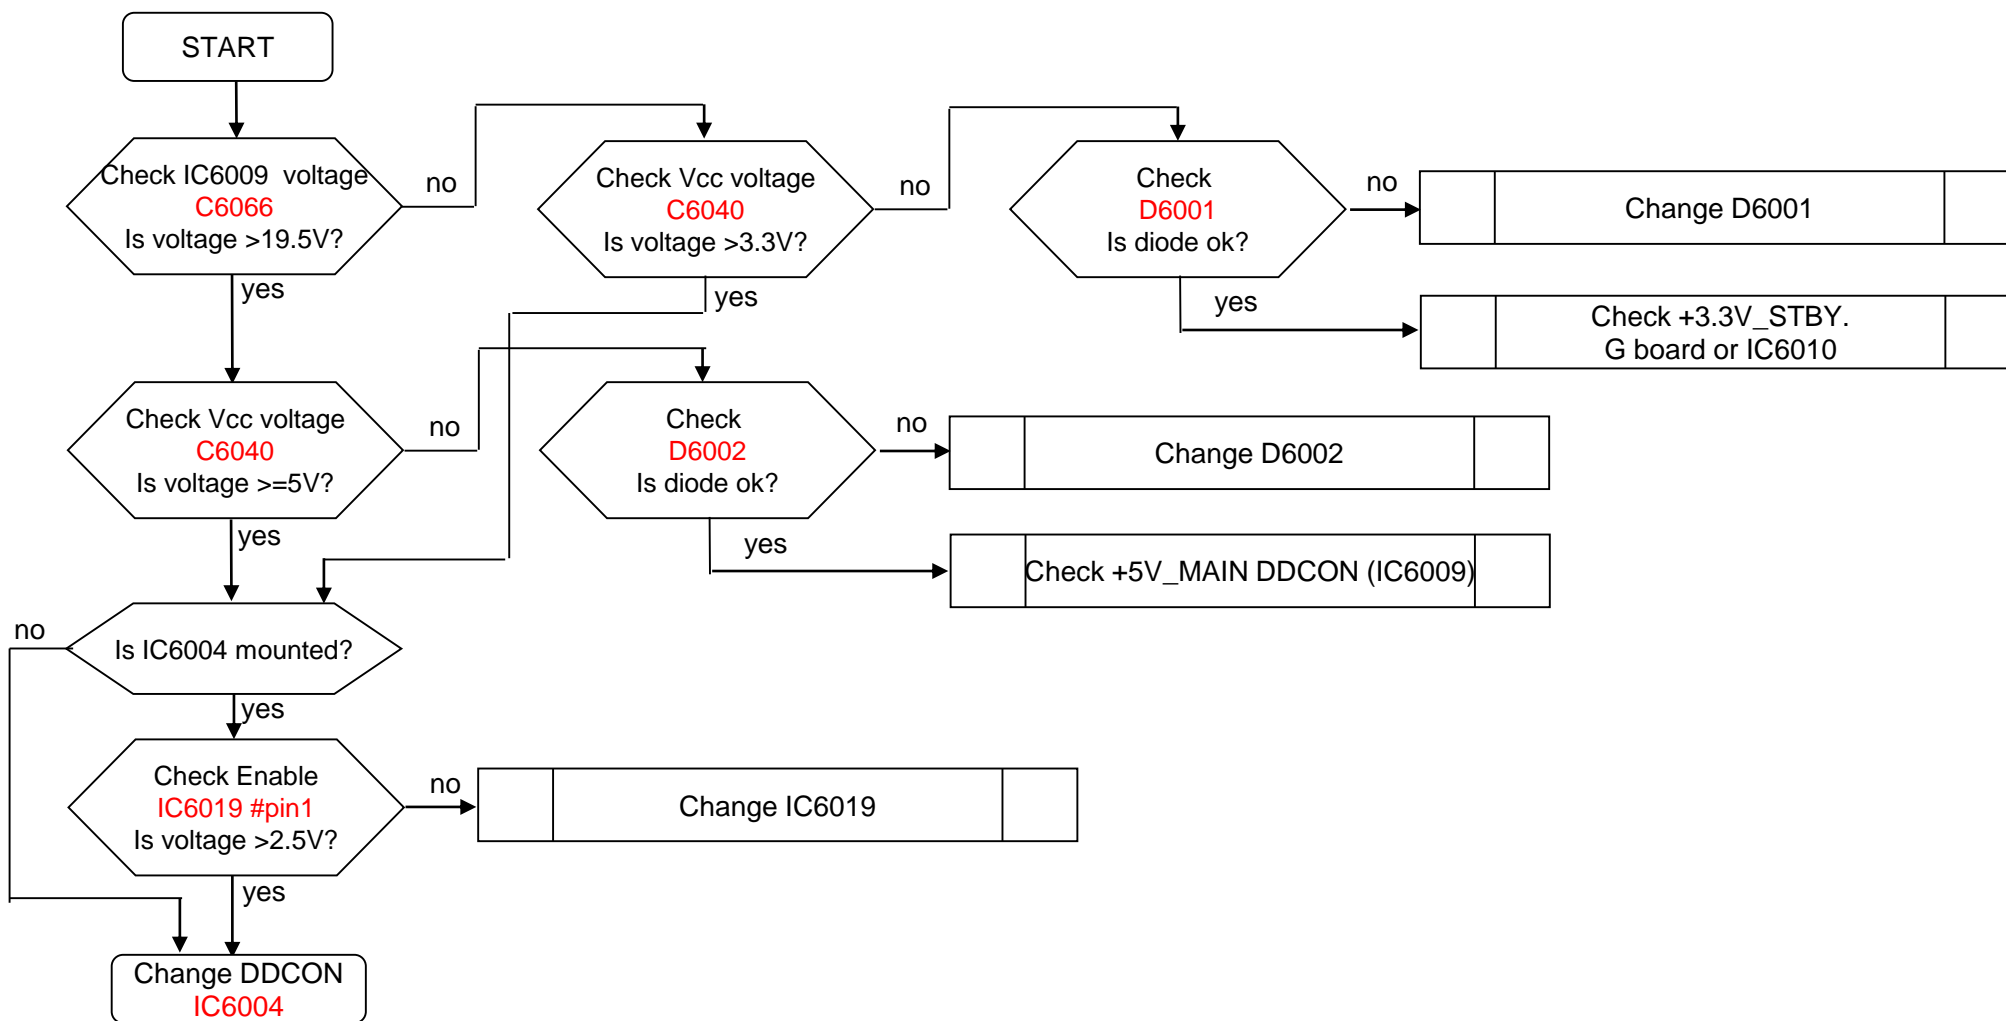 START
Check IC6009  voltage
C6066
Is voltage >19.5V?
no
Check Vcc voltage
C6040
Is voltage >3.3V?
no
Check
D6001
Is diode ok?
no
Change D6001
yes
yes
yes
Check +3.3V_STBY.
G board or IC6010
Check Vcc voltage
C6040
Is voltage >=5V?
no
Check
D6002
Is diode ok?
no
Change D6002
yes
yes
Check +5V_MAIN DDCON (IC6009)
no
Is IC6004 mounted?
yes
Check Enable
IC6019 #pin1
Is voltage >2.5V?
no
Change IC6019
yes
Change DDCON
IC6004